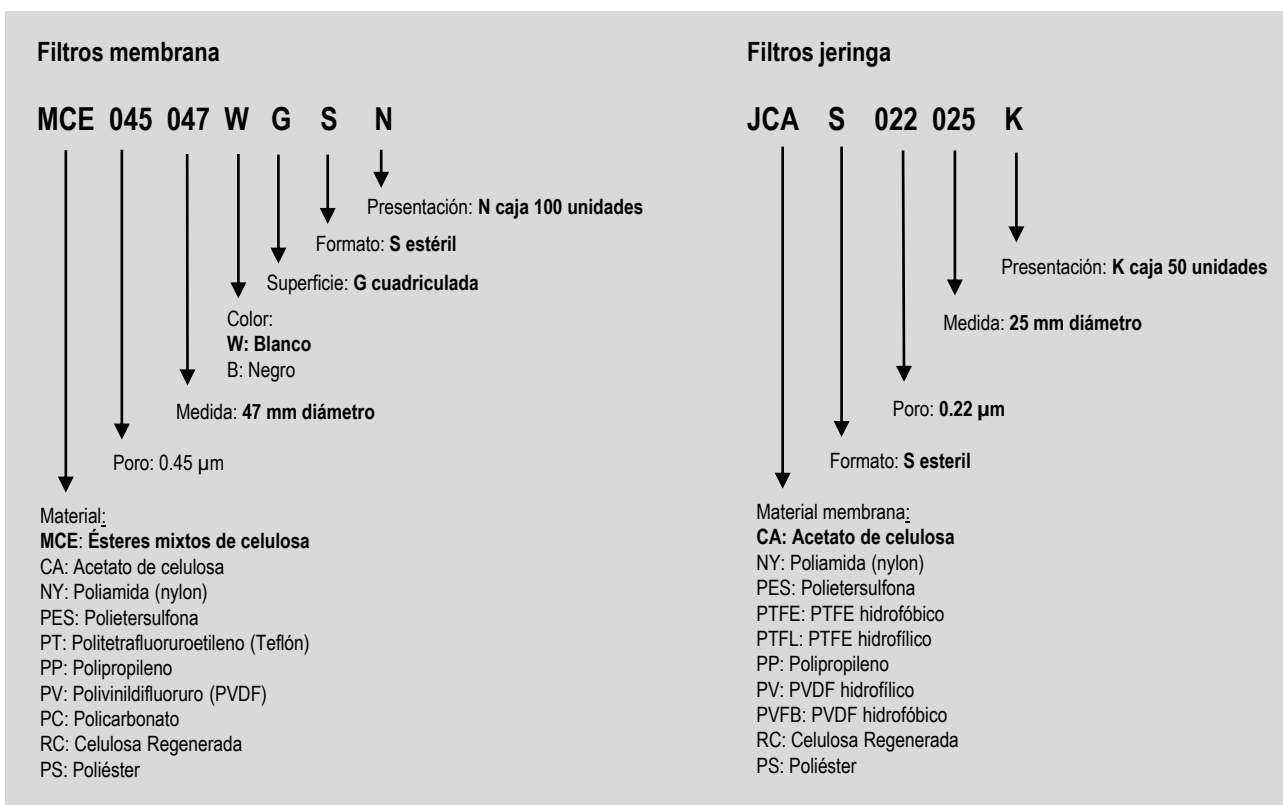 Filtros membrana
MCE 045 047 W G S N
Presentación: N caja 100 unidades
Formato: S estéril
Superficie: G cuadriculada
Color:
W: Blanco
B: Negro
Medida: 47 mm diámetro
Poro: 0.45 µm
Material:
MCE: Ésteres mixtos de celulosa
CA: Acetato de celulosa
NY: Poliamida (nylon)
PES: Polietersulfona
PT: Politetrafluoruroetileno (Teflón)
PP: Polipropileno
PV: Polivinildifluoruro (PVDF)
PC: Policarbonato
RC: Celulosa Regenerada
PS: Poliéster
Filtros jeringa
JCA S 022 025 K
Presentación: K caja 50 unidades
Medida: 25 mm diámetro
Poro: 0.22 µm
Formato: S esteril
Material membrana:
CA: Acetato de celulosa
NY: Poliamida (nylon)
PES: Polietersulfona
PTFE: PTFE hidrofóbico
PTFL: PTFE hidrofílico
PP: Polipropileno
PV: PVDF hidrofílico
PVFB: PVDF hidrofóbico
RC: Celulosa Regenerada
PS: Poliéster